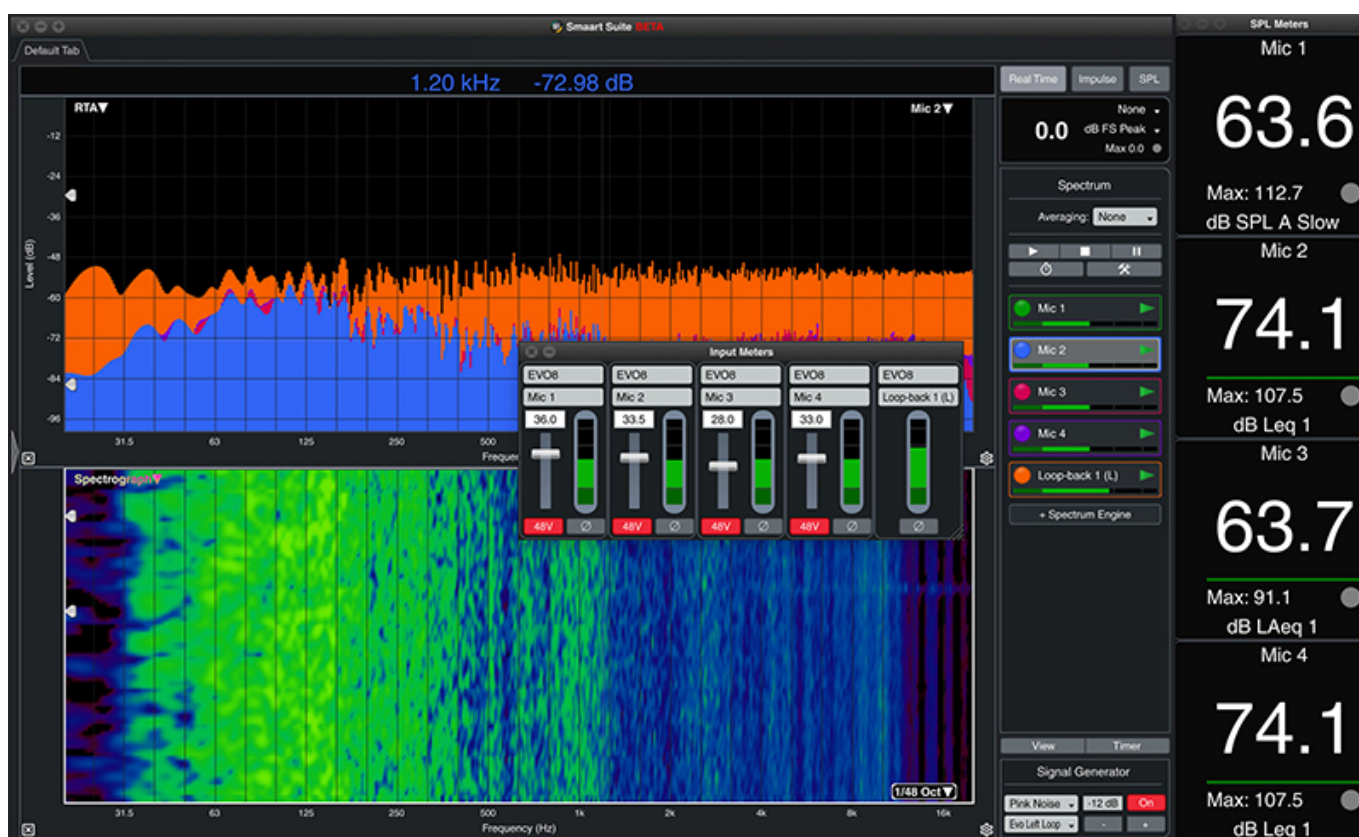 Smaart Suite BETA
Default Tab
1.20 kHz -72.98 dB
RTA▼ Mic 2▼
Level (dB)
-12
-24
-36
-48
-60
-72
-84
-96
31.5 63 125 250 500
Input Meters
EVO8 EVO8 EVO8 EVO8 EVO8
Mic 1 Mic 2 Mic 3 Mic 4 Loop-back 1 (L)
36.0 33.5 28.0 33.0
48V Ø 48V Ø 48V Ø 48V Ø Ø
Spectrograph▼
1/48 Oct▼
31.5 63 125 250 500 1k 2k 4k 8k 16k
Frequency (Hz)
Real Time Impulse SPL
None
0.0 dB FS Peak
Max 0.0
Spectrum
Averaging: None
Mic 1
Mic 2
Mic 3
Mic 4
Loop-back 1 (L)
+ Spectrum Engine
View Timer
Signal Generator
Pink Noise -12 dB On
Evo Left Loop - +
SPL Meters
Mic 1
63.6
Max: 112.7
dB SPL A Slow
Mic 2
74.1
Max: 107.5
dB Leq 1
Mic 3
63.7
Max: 91.1
dB LAeq 1
Mic 4
74.1
Max: 107.5
dB Leq 1